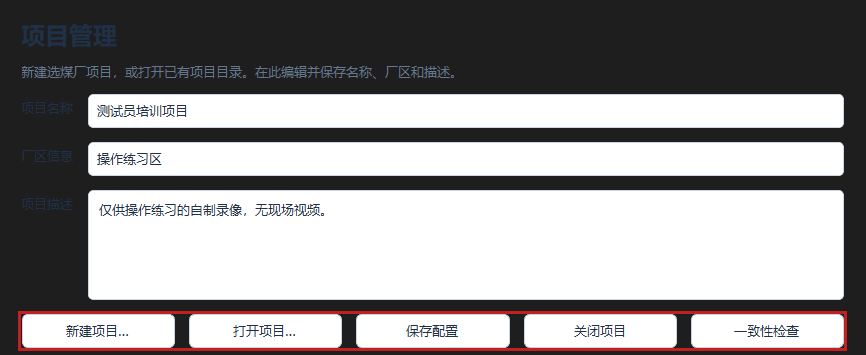 项目管理
新建选煤厂项目，或打开已有项目目录。在此编辑并保存名称、厂区和描述。
项目名称 测试员培训项目
厂区信息 操作练习区
项目描述 仅供操作练习的自制录像，无现场视频。
新建项目... 打开项目... 保存配置 关闭项目 一致性检查